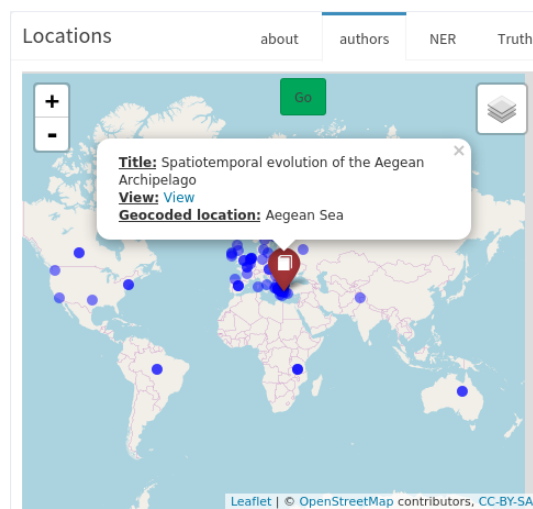 Locations
about authors NER Truth
+
-
Go
×
Title: Spatiotemporal evolution of the Aegean
Archipelago
View: View
Geocoded location: Aegean Sea
Leaflet | © OpenStreetMap contributors, CC-BY-SA